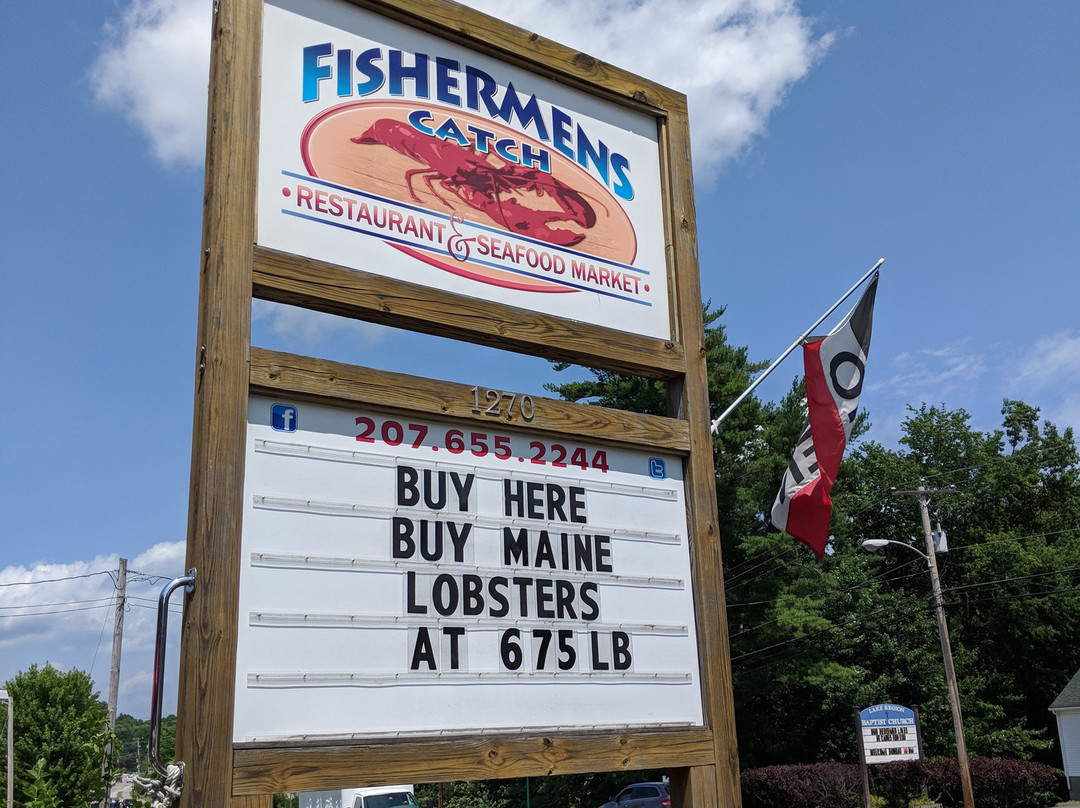 FISHERMENS
CATCH
• RESTAURANT & SEAFOOD MARKET •
1270
f
207.655.2244
t
BUY HERE
BUY MAINE
LOBSTERS
AT 675 LB
LAKE REGION
BAPTIST CHURCH